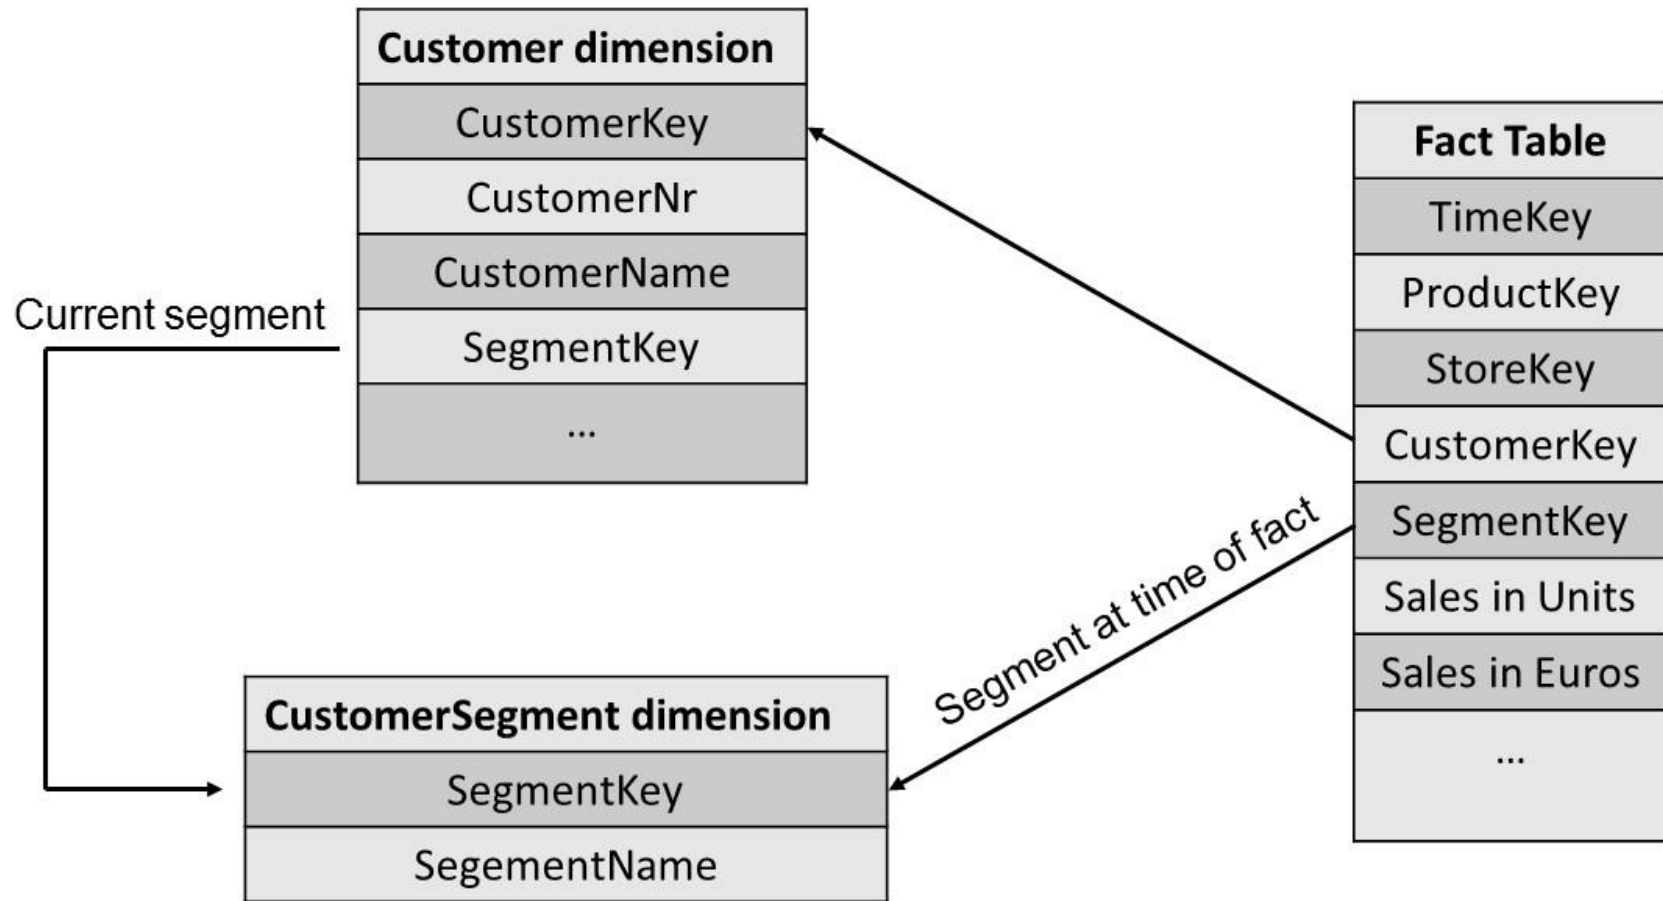 Customer dimension
CustomerKey
CustomerNr
CustomerName
SegmentKey
...
Current segment
Fact Table
TimeKey
ProductKey
StoreKey
CustomerKey
SegmentKey
Sales in Units
Sales in Euros
...
Segment at time of fact
CustomerSegment dimension
SegmentKey
SegementName